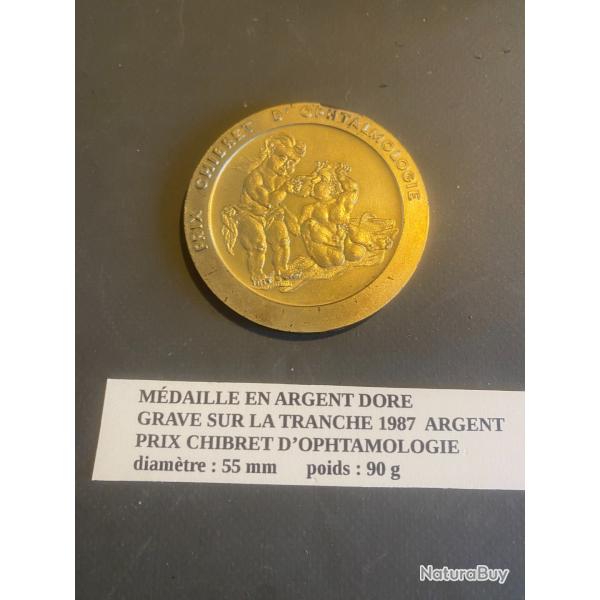 PRIX CHIBRET D'OPHTALMOLOGIE
MÉDAILLE EN ARGENT DORE
GRAVE SUR LA TRANCHE 1987 ARGENT
PRIX CHIBRET D'OPHTAMOLOGIE
diamètre : 55 mm poids : 90 g
NaturaBuy